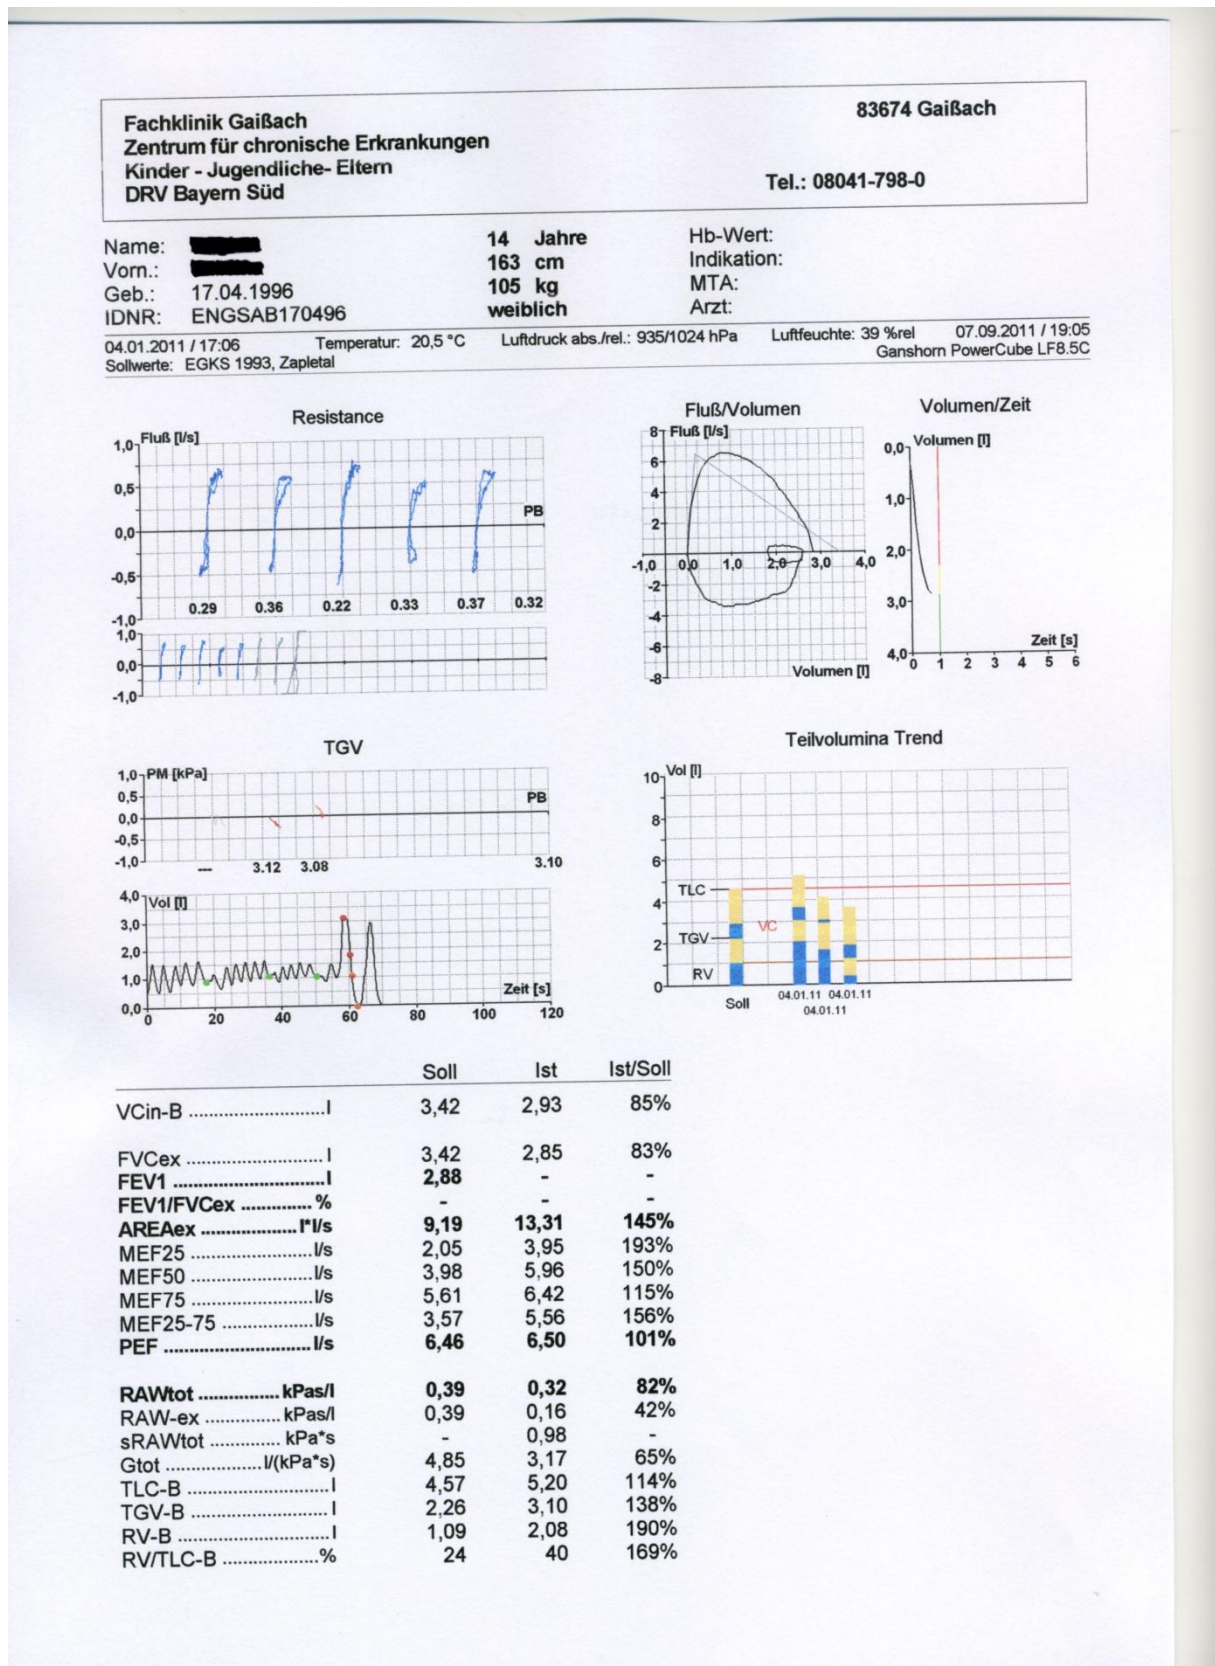 Fachklinik Gaißach
83674 Gaißach
Zentrum für chronische Erkrankungen
Kinder - Jugendliche- Eltern
DRV Bayern Süd
Tel.: 08041-798-0
Name: 14 Jahre Hb-Wert:
Vorn.: 163 cm Indikation:
Geb.: 17.04.1996 105 kg MTA:
IDNR: ENGSAB170496 weiblich Arzt:
04.01.2011 / 17:06 Temperatur: 20,5 °C Luftdruck abs./rel.: 935/1024 hPa Luftfeuchte: 39 %rel 07.09.2011 / 19:05
Sollwerte: EGKS 1993, Zapletal Ganshorn PowerCube LF8.5C
Resistance
Fluß [l/s]
1,0
0,5
0,0
-0,5
-1,0
PB
0.29 0.36 0.22 0.33 0.37 0.32
1,0
0,0
-1,0
Fluß/Volumen
Fluß [l/s]
8
6
4
2
-1,0 0,0 1,0 2,0 3,0 4,0
-2
-4
-6
-8
Volumen [l]
Volumen/Zeit
Volumen [l]
0,0
1,0
2,0
3,0
4,0
Zeit [s]
0 1 2 3 4 5 6
TGV
PM [kPa]
1,0
0,5
0,0
-0,5
-1,0
PB
--- 3.12 3.08 3.10
Vol [l]
4,0
3,0
2,0
1,0
0,0
Zeit [s]
0 20 40 60 80 100 120
Teilvolumina Trend
Vol [l]
10
8
6
4
2
0
TLC
VC
TGV
RV
Soll 04.01.11 04.01.11
04.01.11
Soll Ist Ist/Soll
VCin-B ..........................l 3,42 2,93 85%
FVCex .......................... l 3,42 2,85 83%
FEV1 .............................l 2,88 - -
FEV1/FVCex .............. % - - -
AREAex ...................l*l/s 9,19 13,31 145%
MEF25 ........................l/s 2,05 3,95 193%
MEF50 ........................l/s 3,98 5,96 150%
MEF75 ........................l/s 5,61 6,42 115%
MEF25-75 ..................l/s 3,57 5,56 156%
PEF .............................l/s 6,46 6,50 101%
RAWtot ................ kPas/l 0,39 0,32 82%
RAW-ex ............... kPas/l 0,39 0,16 42%
sRAWtot .............. kPa*s - 0,98 -
Gtot ...................l/(kPa*s) 4,85 3,17 65%
TLC-B ...........................l 4,57 5,20 114%
TGV-B .......................... l 2,26 3,10 138%
RV-B .............................l 1,09 2,08 190%
RV/TLC-B ...................% 24 40 169%